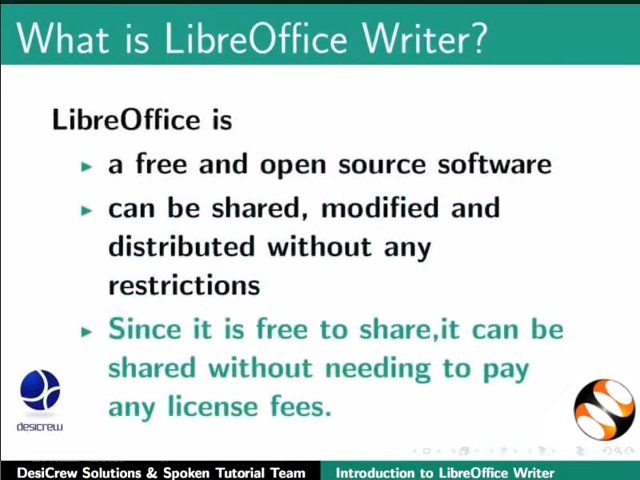 What is LibreOffice Writer?
LibreOffice is
a free and open source software
can be shared, modified and
distributed without any
restrictions
Since it is free to share,it can be
shared without needing to pay
any license fees.
desicrew
DesiCrew Solutions & Spoken Tutorial Team
Introduction to LibreOffice Writer